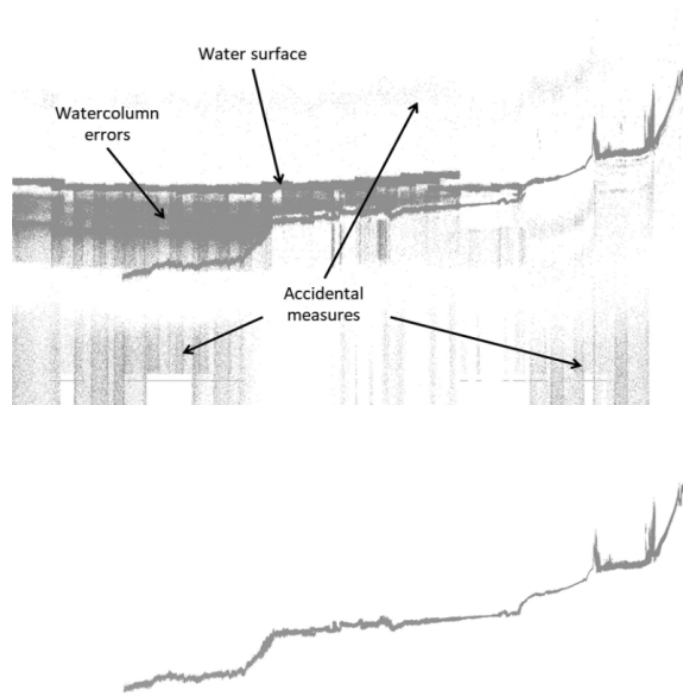 Water surface
Watercolumn
errors
Accidental
measures